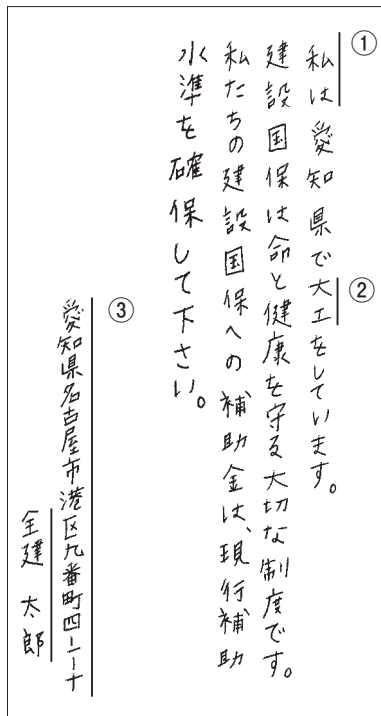 ①
私は愛知県で大工をしています。
②
建設国保は命と健康を守る大切な制度です。
私たちの建設国保への補助金は、現行補助
水準を確保して下さい。
③
愛知県名古屋市港区九番町四ー二ー十
全建 太郎